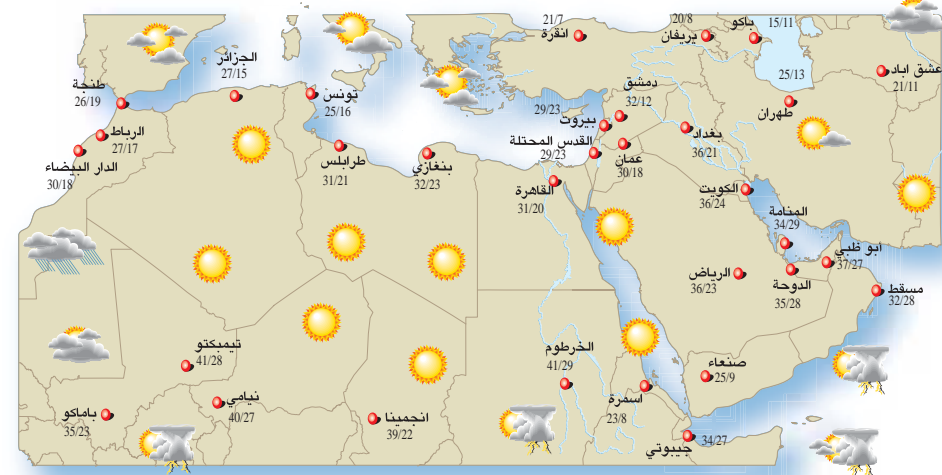 21/7
انقرة
20/8
يريفان
باكو
15/11
25/13
عشق اباد
21/11
الجزائر
27/15
طنجة
26/19
تونس
25/16
دمشق
32/12
29/23
بيروت
طهران
الرباط
27/17
الدار البيضاء
30/18
طرابلس
31/21
بنغازي
32/23
القدس المحتلة
29/23
عمان
30/18
بغداد
36/21
القاهرة
31/20
الكويت
36/24
المنامة
34/29
ابو ظبي
37/27
الرياض
36/23
الدوحة
35/28
مسقط
32/28
تيمبكتو
41/28
الخرطوم
41/29
صنعاء
25/9
نيامي
40/27
اسمرة
23/8
باماكو
35/23
انجمينا
39/22
34/27
جيبوتي